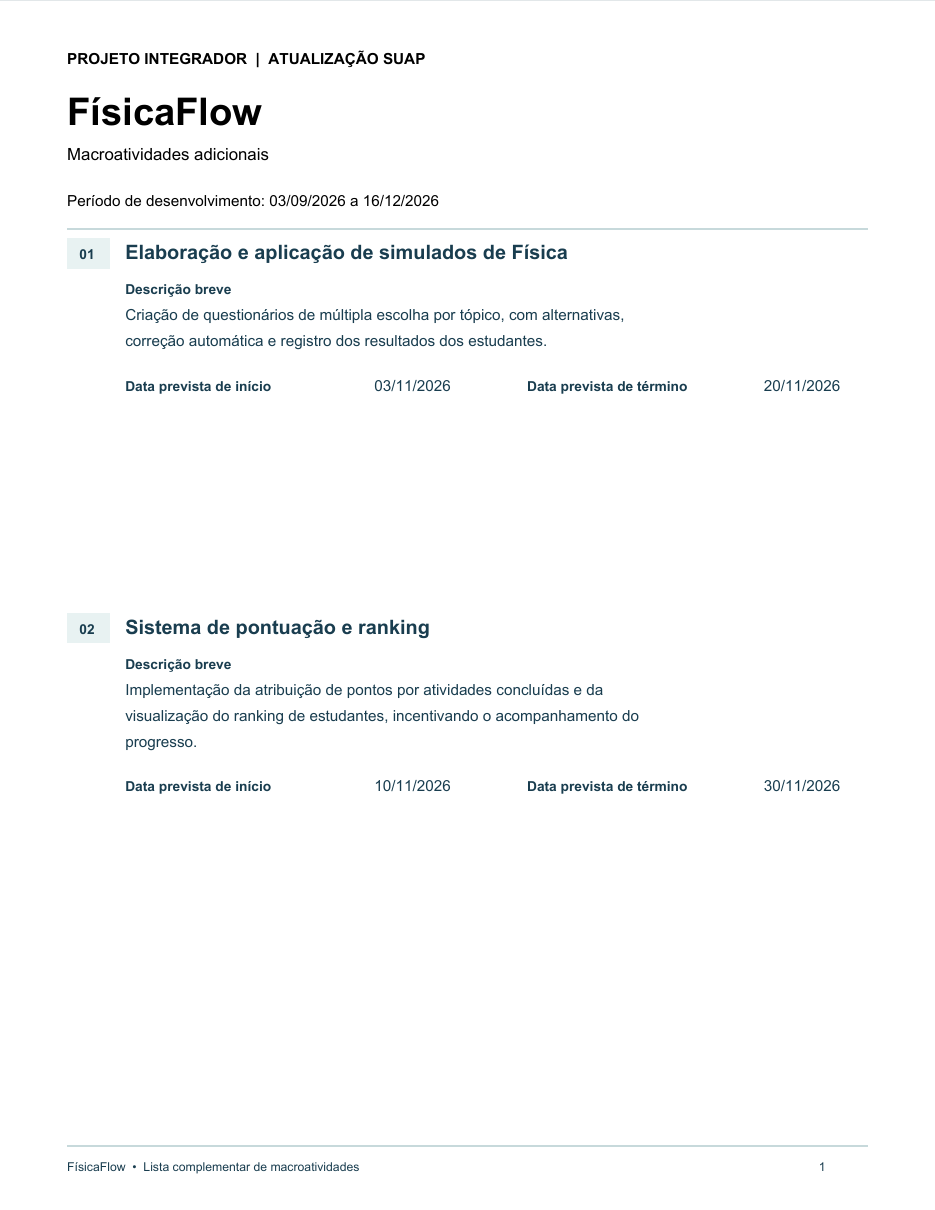 PROJETO INTEGRADOR | ATUALIZAÇÃO SUAP
FísicaFlow
Macroatividades adicionais
Período de desenvolvimento: 03/09/2026 a 16/12/2026
01 Elaboração e aplicação de simulados de Física
Descrição breve
Criação de questionários de múltipla escolha por tópico, com alternativas,
correção automática e registro dos resultados dos estudantes.
Data prevista de início 03/11/2026 Data prevista de término 20/11/2026
02 Sistema de pontuação e ranking
Descrição breve
Implementação da atribuição de pontos por atividades concluídas e da
visualização do ranking de estudantes, incentivando o acompanhamento do
progresso.
Data prevista de início 10/11/2026 Data prevista de término 30/11/2026
FísicaFlow • Lista complementar de macroatividades 1